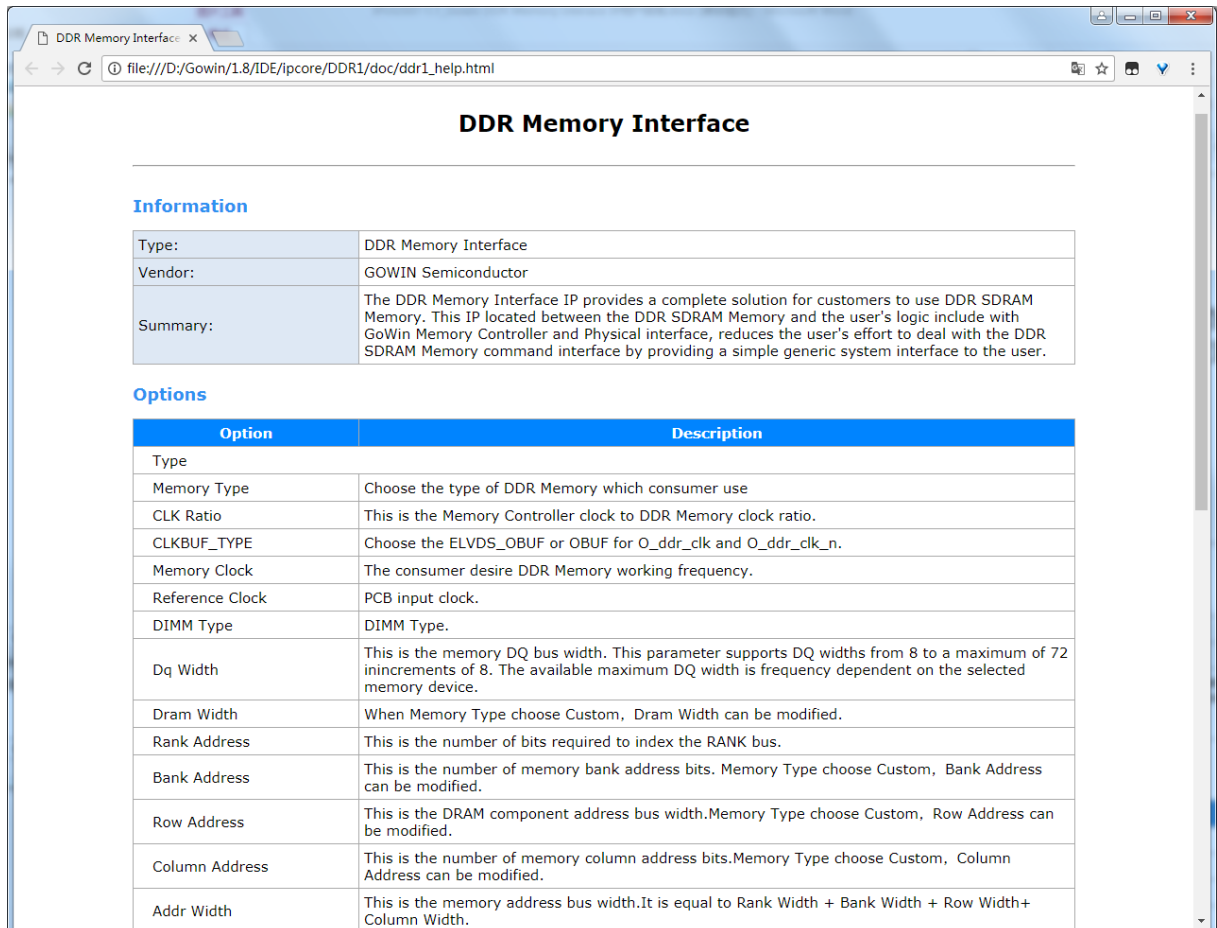 DDR Memory Interface
file:///D:/Gowin/1.8/IDE/ipcore/DDR1/doc/ddr1_help.html
DDR Memory Interface
Information
Type:
DDR Memory Interface
Vendor:
GOWIN Semiconductor
Summary:
The DDR Memory Interface IP provides a complete solution for customers to use DDR SDRAM
Memory. This IP located between the DDR SDRAM Memory and the user's logic include with
GoWin Memory Controller and Physical interface, reduces the user's effort to deal with the DDR
SDRAM Memory command interface by providing a simple generic system interface to the user.
Options
Option
Description
Type
Memory Type
Choose the type of DDR Memory which consumer use
CLK Ratio
This is the Memory Controller clock to DDR Memory clock ratio.
CLKBUF_TYPE
Choose the ELVDS_OBUF or OBUF for O_ddr_clk and O_ddr_clk_n.
Memory Clock
The consumer desire DDR Memory working frequency.
Reference Clock
PCB input clock.
DIMM Type
DIMM Type.
Dq Width
This is the memory DQ bus width. This parameter supports DQ widths from 8 to a maximum of 72
inincrements of 8. The available maximum DQ width is frequency dependent on the selected
memory device.
Dram Width
When Memory Type choose Custom，Dram Width can be modified.
Rank Address
This is the number of bits required to index the RANK bus.
Bank Address
This is the number of memory bank address bits. Memory Type choose Custom，Bank Address
can be modified.
Row Address
This is the DRAM component address bus width.Memory Type choose Custom，Row Address can
be modified.
Column Address
This is the number of memory column address bits.Memory Type choose Custom，Column
Address can be modified.
Addr Width
This is the memory address bus width.It is equal to Rank Width + Bank Width + Row Width+
Column Width.